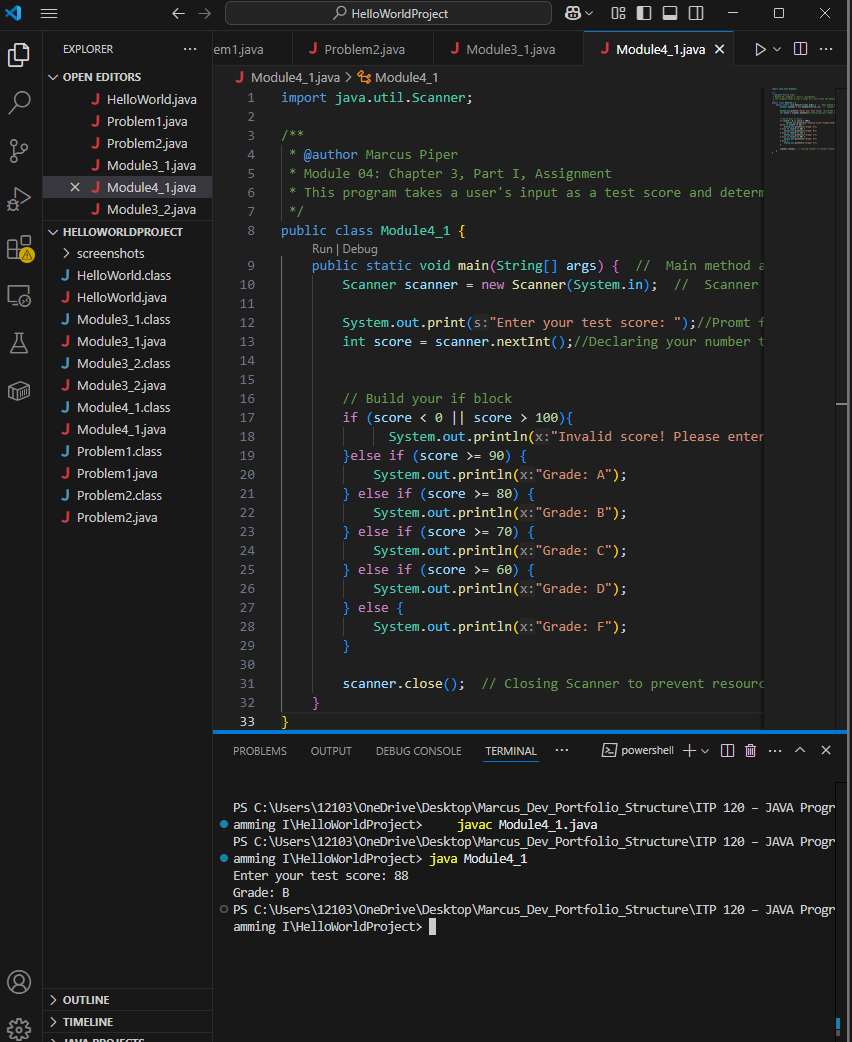 HelloWorldProject
EXPLORER
OPEN EDITORS
HelloWorld.java
Problem1.java
Problem2.java
Module3_1.java
Module4_1.java
Module3_2.java
HELLOWORLDPROJECT
screenshots
HelloWorld.class
HelloWorld.java
Module3_1.class
Module3_1.java
Module3_2.class
Module3_2.java
Module4_1.class
Module4_1.java
Problem1.class
Problem1.java
Problem2.class
Problem2.java
OUTLINE
TIMELINE
JAVA PROJECTS
em1.java Problem2.java Module3_1.java Module4_1.java
Module4_1.java > Module4_1
1 import java.util.Scanner;
2
3 /**
4 * @author Marcus Piper
5 * Module 04: Chapter 3, Part I, Assignment
6 * This program takes a user's input as a test score and determ
7 */
8 public class Module4_1 {
Run | Debug
9 public static void main(String[] args) { // Main method a
10 Scanner scanner = new Scanner(System.in); // Scanner
11
12 System.out.print(s:"Enter your test score: ");//Promt f
13 int score = scanner.nextInt();//Declaring your number t
14
15
16 // Build your if block
17 if (score < 0 || score > 100){
18 System.out.println(x:"Invalid score! Please enter
19 }else if (score >= 90) {
20 System.out.println(x:"Grade: A");
21 } else if (score >= 80) {
22 System.out.println(x:"Grade: B");
23 } else if (score >= 70) {
24 System.out.println(x:"Grade: C");
25 } else if (score >= 60) {
26 System.out.println(x:"Grade: D");
27 } else {
28 System.out.println(x:"Grade: F");
29 }
30
31 scanner.close(); // Closing Scanner to prevent resourc
32 }
33 }
PROBLEMS OUTPUT DEBUG CONSOLE TERMINAL powershell
PS C:\Users\12103\OneDrive\Desktop\Marcus_Dev_Portfolio_Structure\ITP 120 – JAVA Progr
amming I\HelloWorldProject> javac Module4_1.java
PS C:\Users\12103\OneDrive\Desktop\Marcus_Dev_Portfolio_Structure\ITP 120 – JAVA Progr
amming I\HelloWorldProject> java Module4_1
Enter your test score: 88
Grade: B
PS C:\Users\12103\OneDrive\Desktop\Marcus_Dev_Portfolio_Structure\ITP 120 – JAVA Progr
amming I\HelloWorldProject>